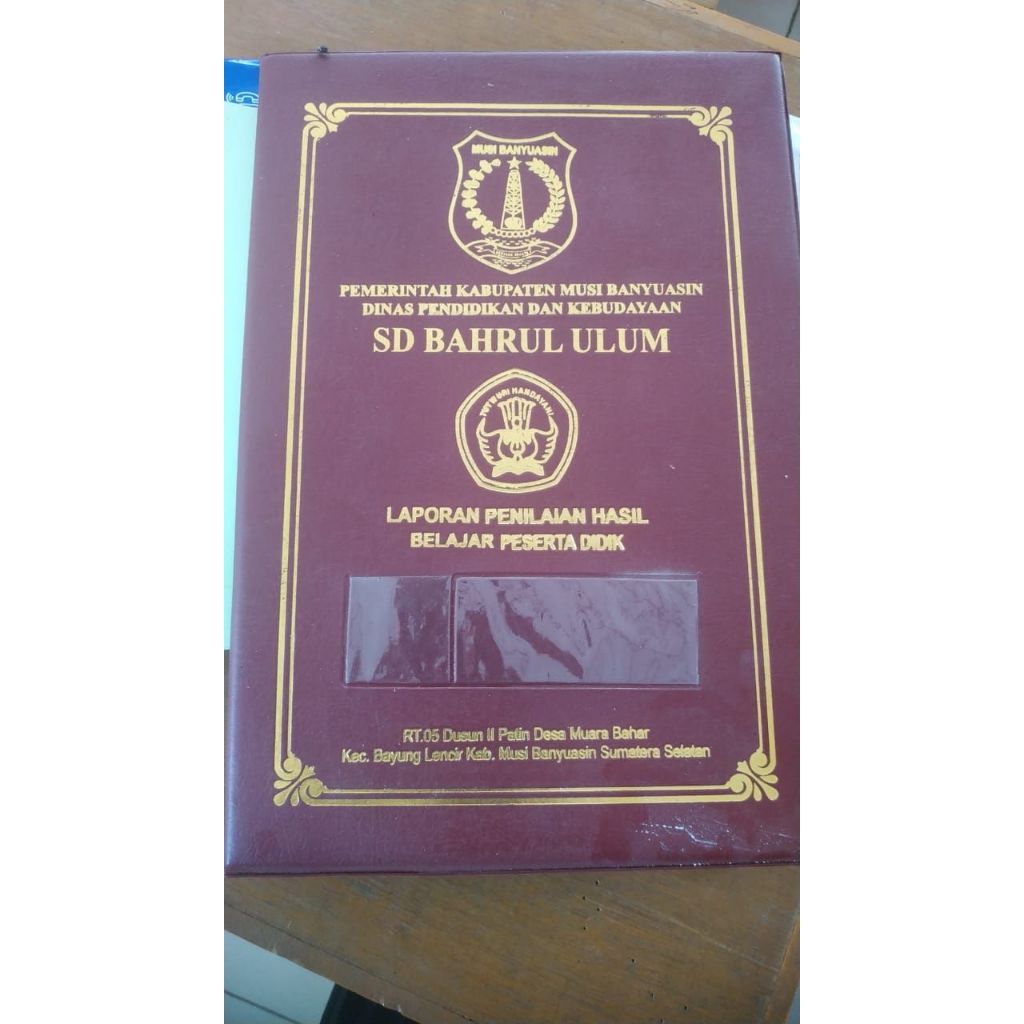 MUSI BANYUASIN
PEMERINTAH KABUPATEN MUSI BANYUASIN
DINAS PENDIDIKAN DAN KEBUDAYAAN
SD BAHRUL ULUM
TUT WURI HANDAYANI
LAPORAN PENILAIAN HASIL
BELAJAR PESERTA DIDIK
RT.05 Dusun II Patin Desa Muara Bahar
Kec. Bayung Lencir Kab. Musi Banyuasin Sumatera Selatan